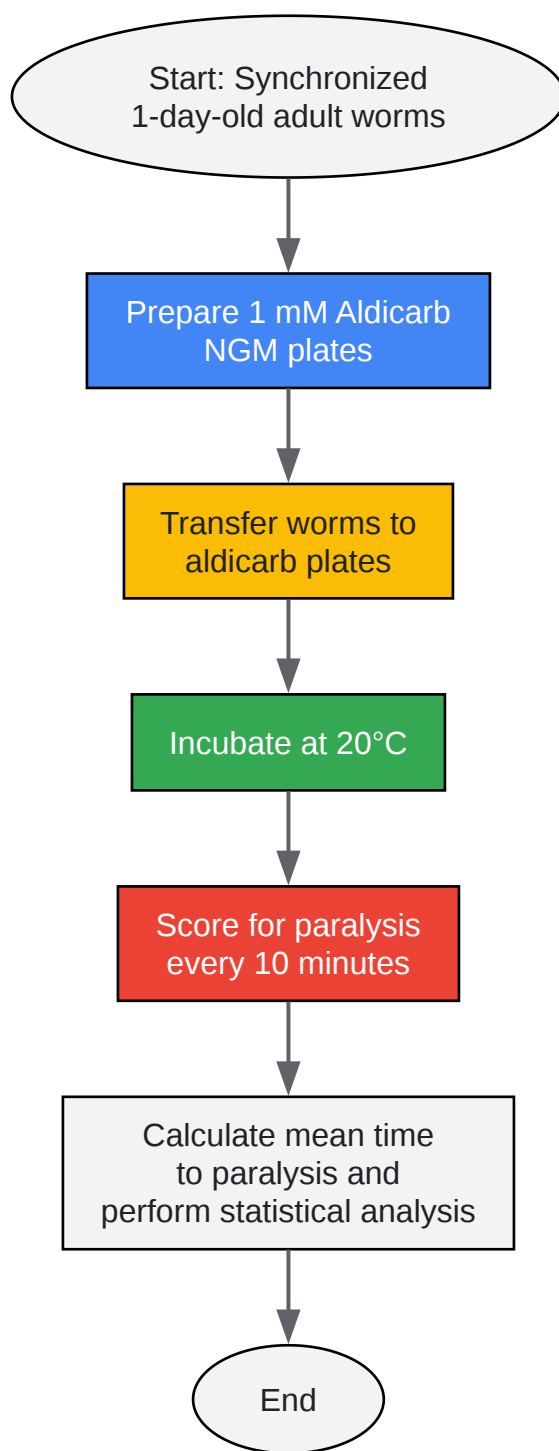 Start: Synchronized
1-day-old adult worms
Prepare 1 mM Aldicarb
NGM plates
Transfer worms to
aldicarb plates
Incubate at 20°C
Score for paralysis
every 10 minutes
Calculate mean time
to paralysis and
perform statistical analysis
End